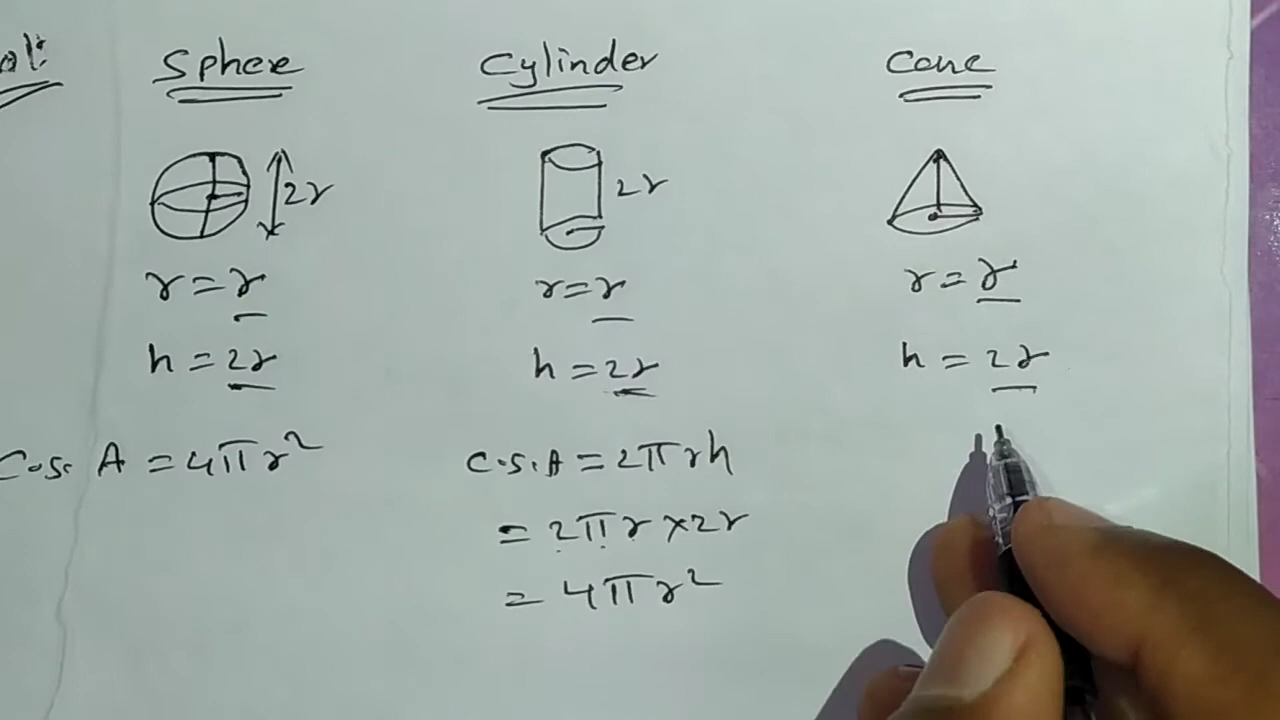 Sphere Cylinder Cone
2r 2r
r = r r = r r = r
h = 2r h = 2r h = 2r
C.S. A = 4πr² C.S.A = 2πrh
= 2πr × 2r
= 4πr²